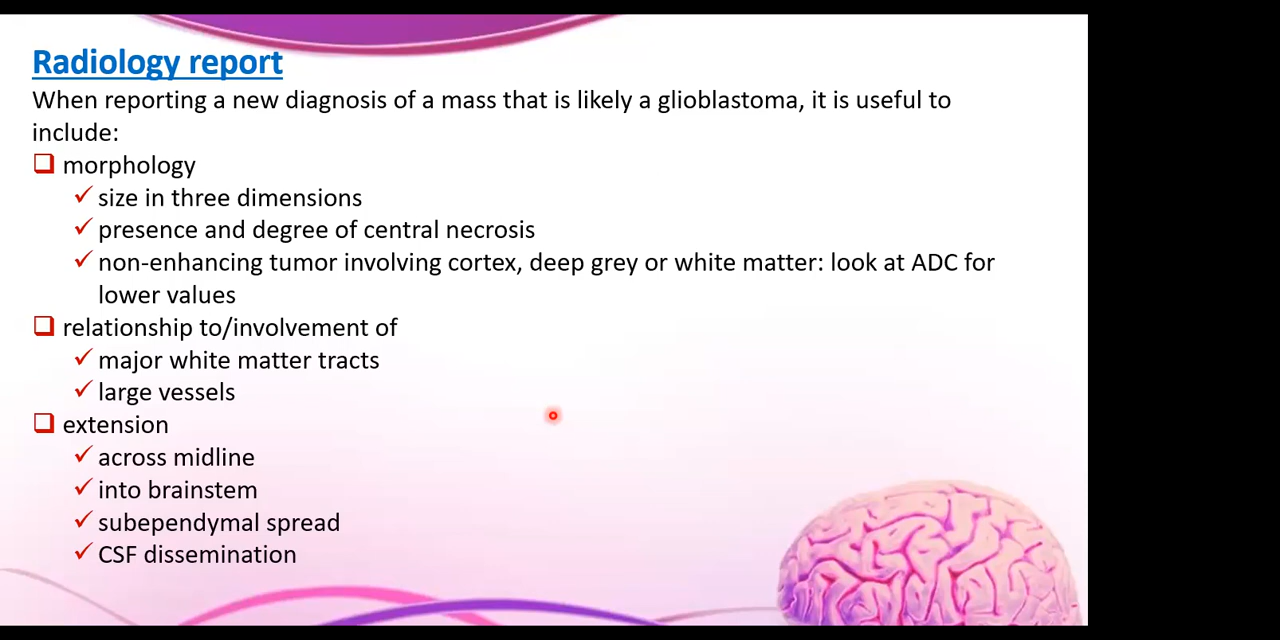 Radiology report
When reporting a new diagnosis of a mass that is likely a glioblastoma, it is useful to
include:
morphology
size in three dimensions
presence and degree of central necrosis
non-enhancing tumor involving cortex, deep grey or white matter: look at ADC for
lower values
relationship to/involvement of
major white matter tracts
large vessels
extension
across midline
into brainstem
subependymal spread
CSF dissemination